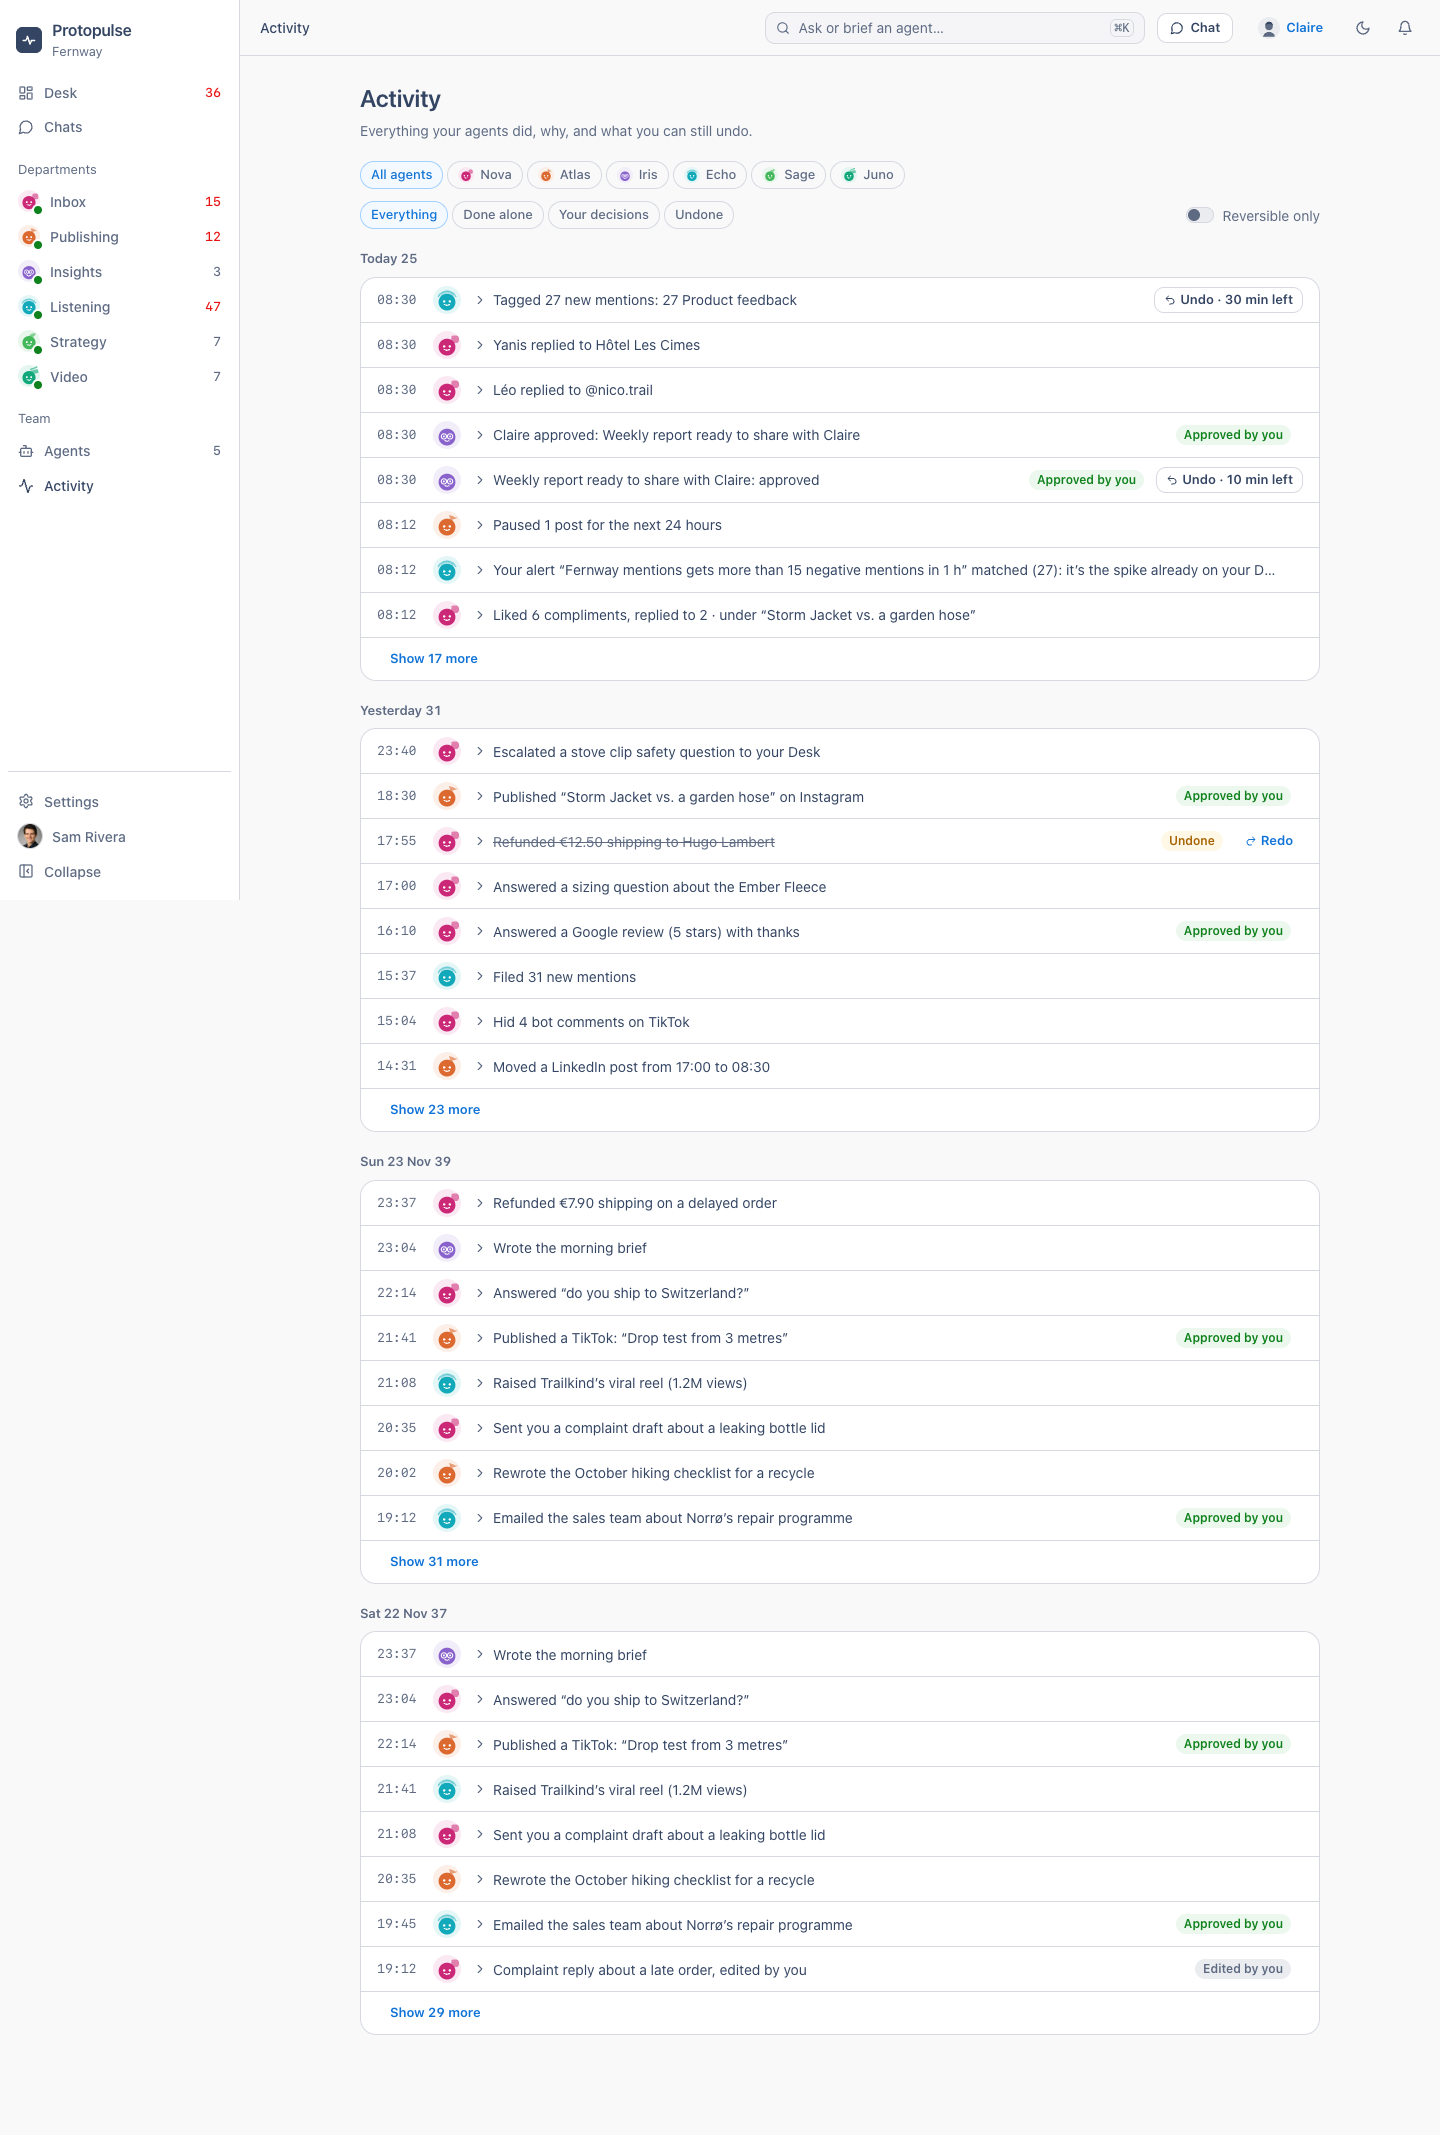 Protopulse
Fernway
Desk 36
Chats
Departments
Inbox 15
Publishing 12
Insights 3
Listening 47
Strategy 7
Video 7
Team
Agents 5
Activity
Settings
Sam Rivera
Collapse
Activity
Ask or brief an agent… ⌘K
Chat
Claire
Activity
Everything your agents did, why, and what you can still undo.
All agents Nova Atlas Iris Echo Sage Juno
Everything Done alone Your decisions Undone Reversible only
Today 25
08:30 Tagged 27 new mentions: 27 Product feedback Undo · 30 min left
08:30 Yanis replied to Hôtel Les Cimes
08:30 Léo replied to @nico.trail
08:30 Claire approved: Weekly report ready to share with Claire Approved by you
08:30 Weekly report ready to share with Claire: approved Approved by you Undo · 10 min left
08:12 Paused 1 post for the next 24 hours
08:12 Your alert “Fernway mentions gets more than 15 negative mentions in 1 h” matched (27): it’s the spike already on your D…
08:12 Liked 6 compliments, replied to 2 · under “Storm Jacket vs. a garden hose”
Show 17 more
Yesterday 31
23:40 Escalated a stove clip safety question to your Desk
18:30 Published “Storm Jacket vs. a garden hose” on Instagram Approved by you
17:55 Refunded €12.50 shipping to Hugo Lambert Undone Redo
17:00 Answered a sizing question about the Ember Fleece
16:10 Answered a Google review (5 stars) with thanks Approved by you
15:37 Filed 31 new mentions
15:04 Hid 4 bot comments on TikTok
14:31 Moved a LinkedIn post from 17:00 to 08:30
Show 23 more
Sun 23 Nov 39
23:37 Refunded €7.90 shipping on a delayed order
23:04 Wrote the morning brief
22:14 Answered “do you ship to Switzerland?”
21:41 Published a TikTok: “Drop test from 3 metres” Approved by you
21:08 Raised Trailkind’s viral reel (1.2M views)
20:35 Sent you a complaint draft about a leaking bottle lid
20:02 Rewrote the October hiking checklist for a recycle
19:12 Emailed the sales team about Norrø’s repair programme Approved by you
Show 31 more
Sat 22 Nov 37
23:37 Wrote the morning brief
23:04 Answered “do you ship to Switzerland?”
22:14 Published a TikTok: “Drop test from 3 metres” Approved by you
21:41 Raised Trailkind’s viral reel (1.2M views)
21:08 Sent you a complaint draft about a leaking bottle lid
20:35 Rewrote the October hiking checklist for a recycle
19:45 Emailed the sales team about Norrø’s repair programme Approved by you
19:12 Complaint reply about a late order, edited by you Edited by you
Show 29 more